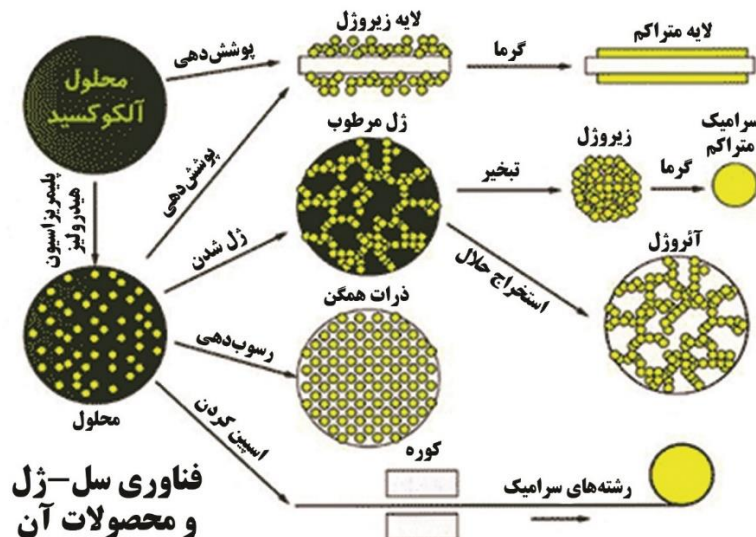 محلول
آلکوکسید
پوشش‌دهی
لایه زیروژل
گرما
لایه متراکم
پلیمریزاسیون
هیدرولیز
پوشش‌دهی
ژل مرطوب
تبخیر
زیروژل
گرما
سرامیک
متراکم
ژل شدن
استخراج حلال
آئروژل
محلول
رسوب‌دهی
ذرات همگن
اسپین کردن
کوره
رشته‌های سرامیک
فناوری سل-ژل
و محصولات آن